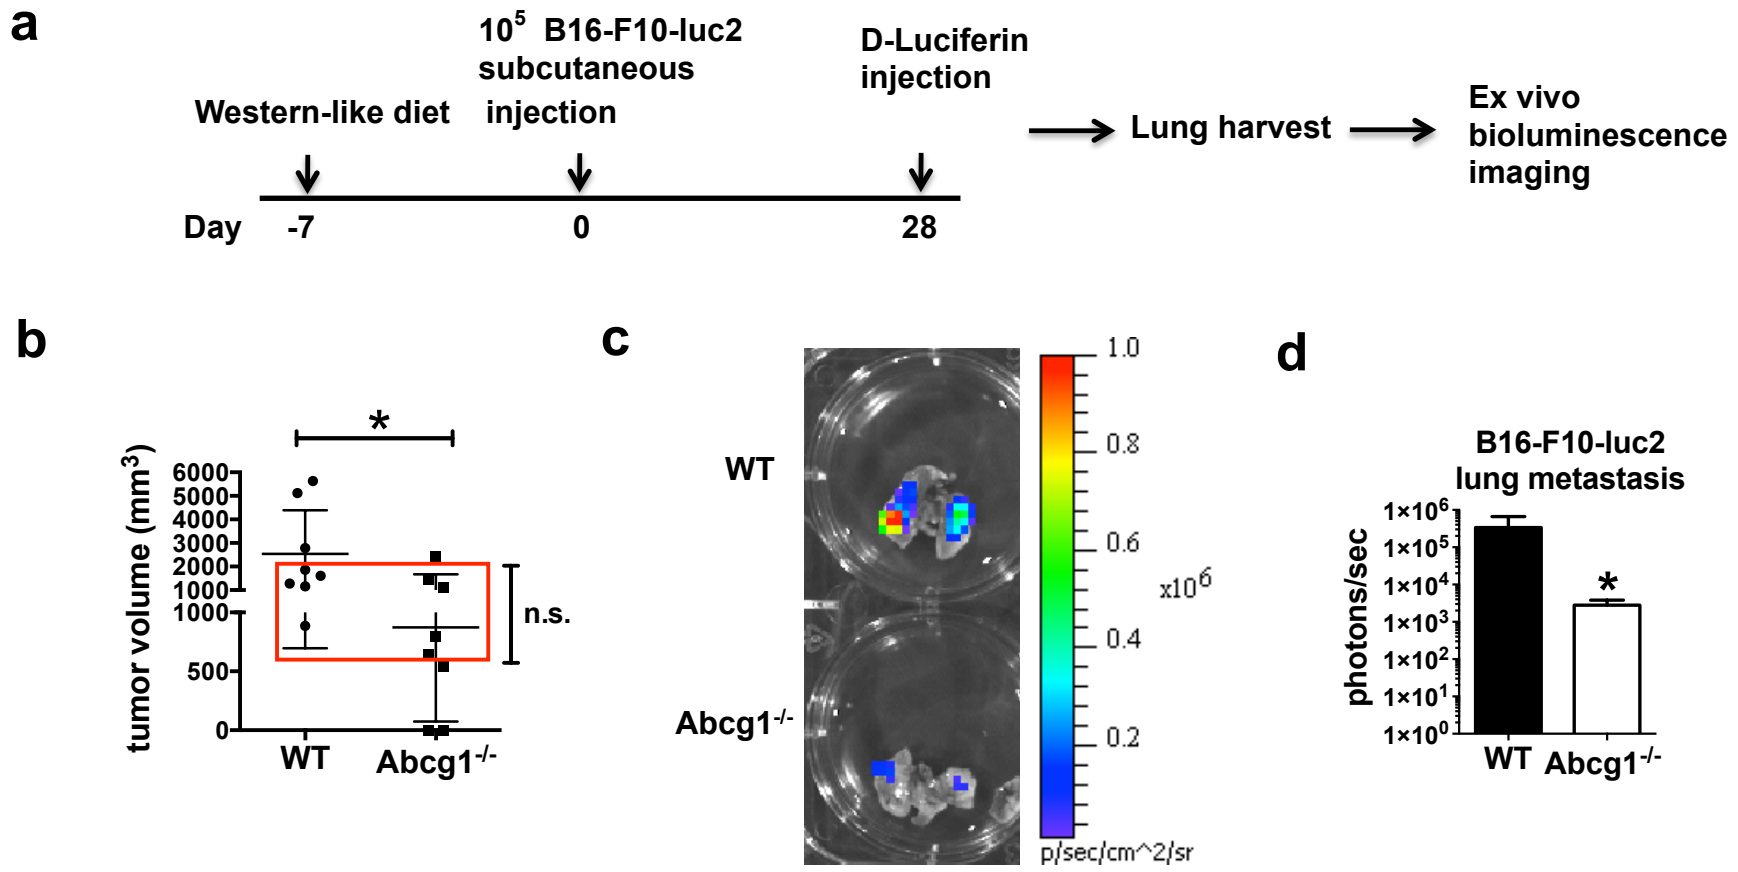 a
10⁵ B16-F10-luc2
subcutaneous
injection
Western-like diet
D-Luciferin
injection
Lung harvest
Ex vivo
bioluminescence
imaging
Day -7 0 28
b
*
tumor volume (mm³)
6000
5000
4000
3000
2000
1000
1000
500
0
n.s.
WT Abcg1⁻/⁻
c
WT
Abcg1⁻/⁻
1.0
0.8
0.6
x10⁶
0.4
0.2
p/sec/cm^2/sr
d
B16-F10-luc2
lung metastasis
photons/sec
1×10⁶
1×10⁵
1×10⁴
1×10³
1×10²
1×10¹
1×10⁰
*
WT Abcg1⁻/⁻